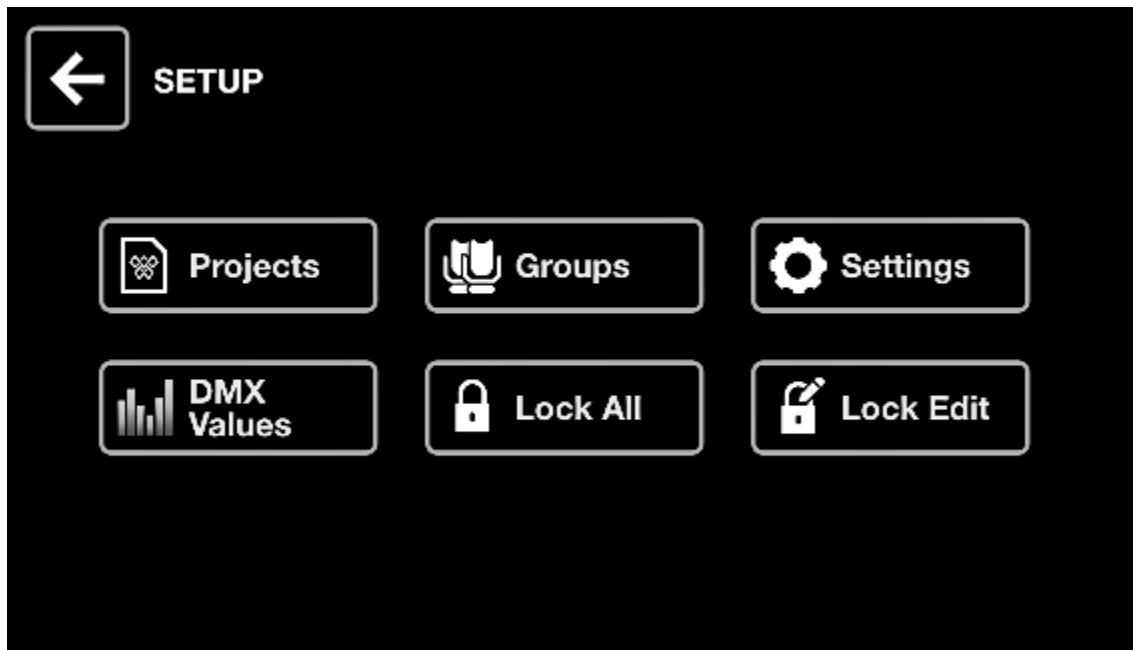 SETUP
Projects
Groups
Settings
DMX
Values
Lock All
Lock Edit